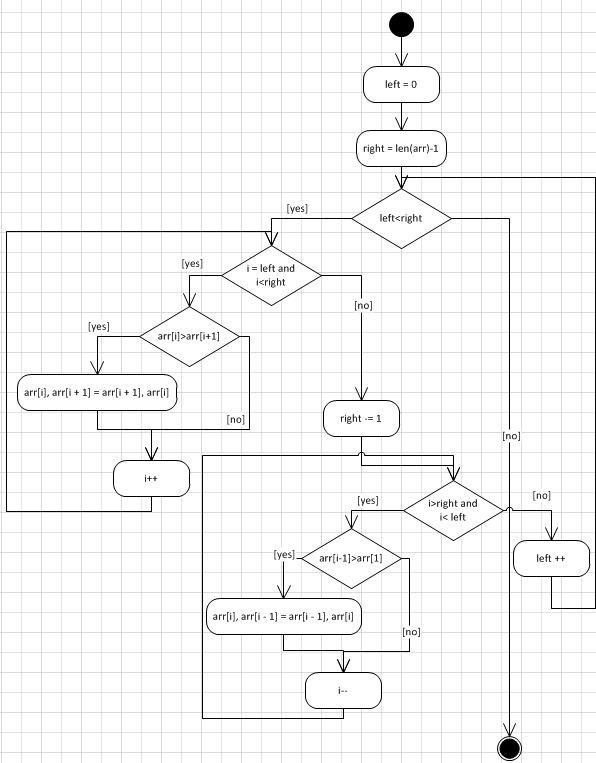 left = 0
right = len(arr)-1
left<right
[yes]
i = left and
i<right
[yes]
[no]
arr[i]>arr[i+1]
[yes]
arr[i], arr[i + 1] = arr[i + 1], arr[i]
[no]
right -= 1
[no]
i++
i>right and
i< left
[yes]
[no]
arr[i-1]>arr[1]
[yes]
left ++
arr[i], arr[i - 1] = arr[i - 1], arr[i]
[no]
i--